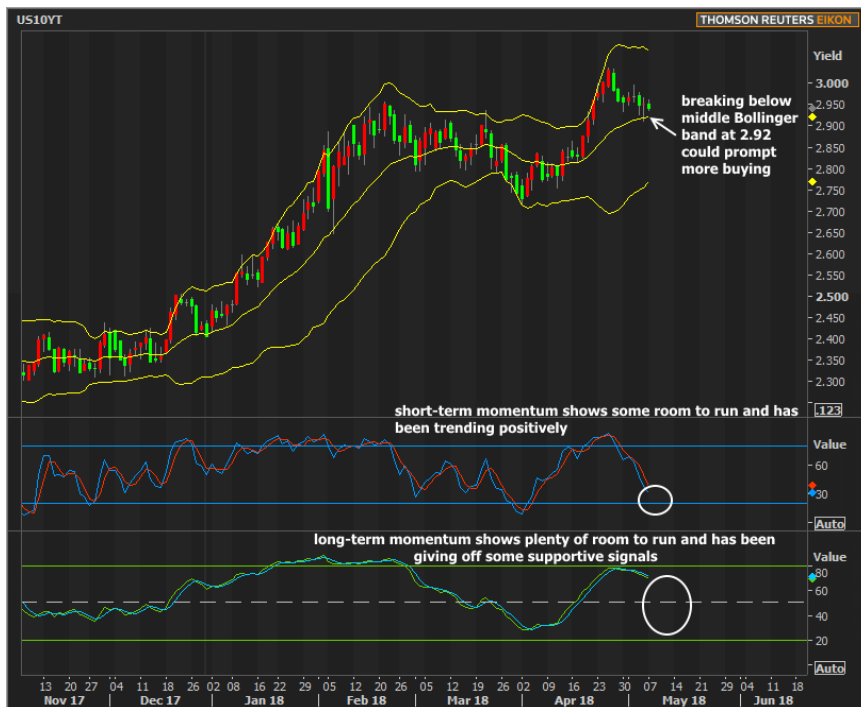 US10YT
THOMSON REUTERS EIKON
Yield
3.000
2.950
2.900
2.850
2.800
2.750
2.700
2.650
2.600
2.550
2.500
2.450
2.400
2.350
2.300
.123
breaking below
middle Bollinger
band at 2.92
could prompt
more buying
short-term momentum shows some room to run and has
been trending positively
Value
60
30
Auto
long-term momentum shows plenty of room to run and has been
giving off some supportive signals
Value
80
60
40
20
Auto
13 20 27 04 11 18 26 02 08 16 22 29 05 12 20 26 05 12 19 26 02 09 16 23 30 07 14 21 29 04 11 18
Nov 17 Dec 17 Jan 18 Feb 18 Mar 18 Apr 18 May 18 Jun 18